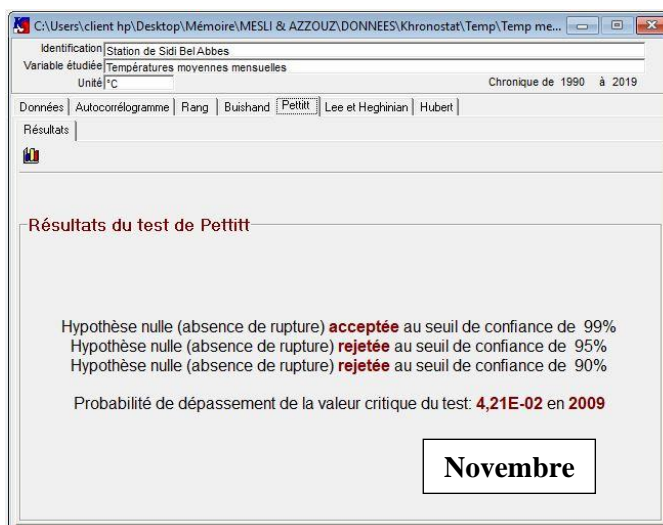 C:\Users\client hp\Desktop\Mémoire\MESLI & AZZOUZ\DONNEES\Khronostat\Temp\Temp me...
Identification Station de Sidi Bel Abbes
Variable étudiée Températures moyennes mensuelles
Unité °C Chronique de 1990 à 2019
Données Autocorrélogramme Rang Buishand Pettitt Lee et Heghinian Hubert
Résultats
Résultats du test de Pettitt
Hypothèse nulle (absence de rupture) acceptée au seuil de confiance de 99%
Hypothèse nulle (absence de rupture) rejetée au seuil de confiance de 95%
Hypothèse nulle (absence de rupture) rejetée au seuil de confiance de 90%
Probabilité de dépassement de la valeur critique du test: 4,21E-02 en 2009
Novembre